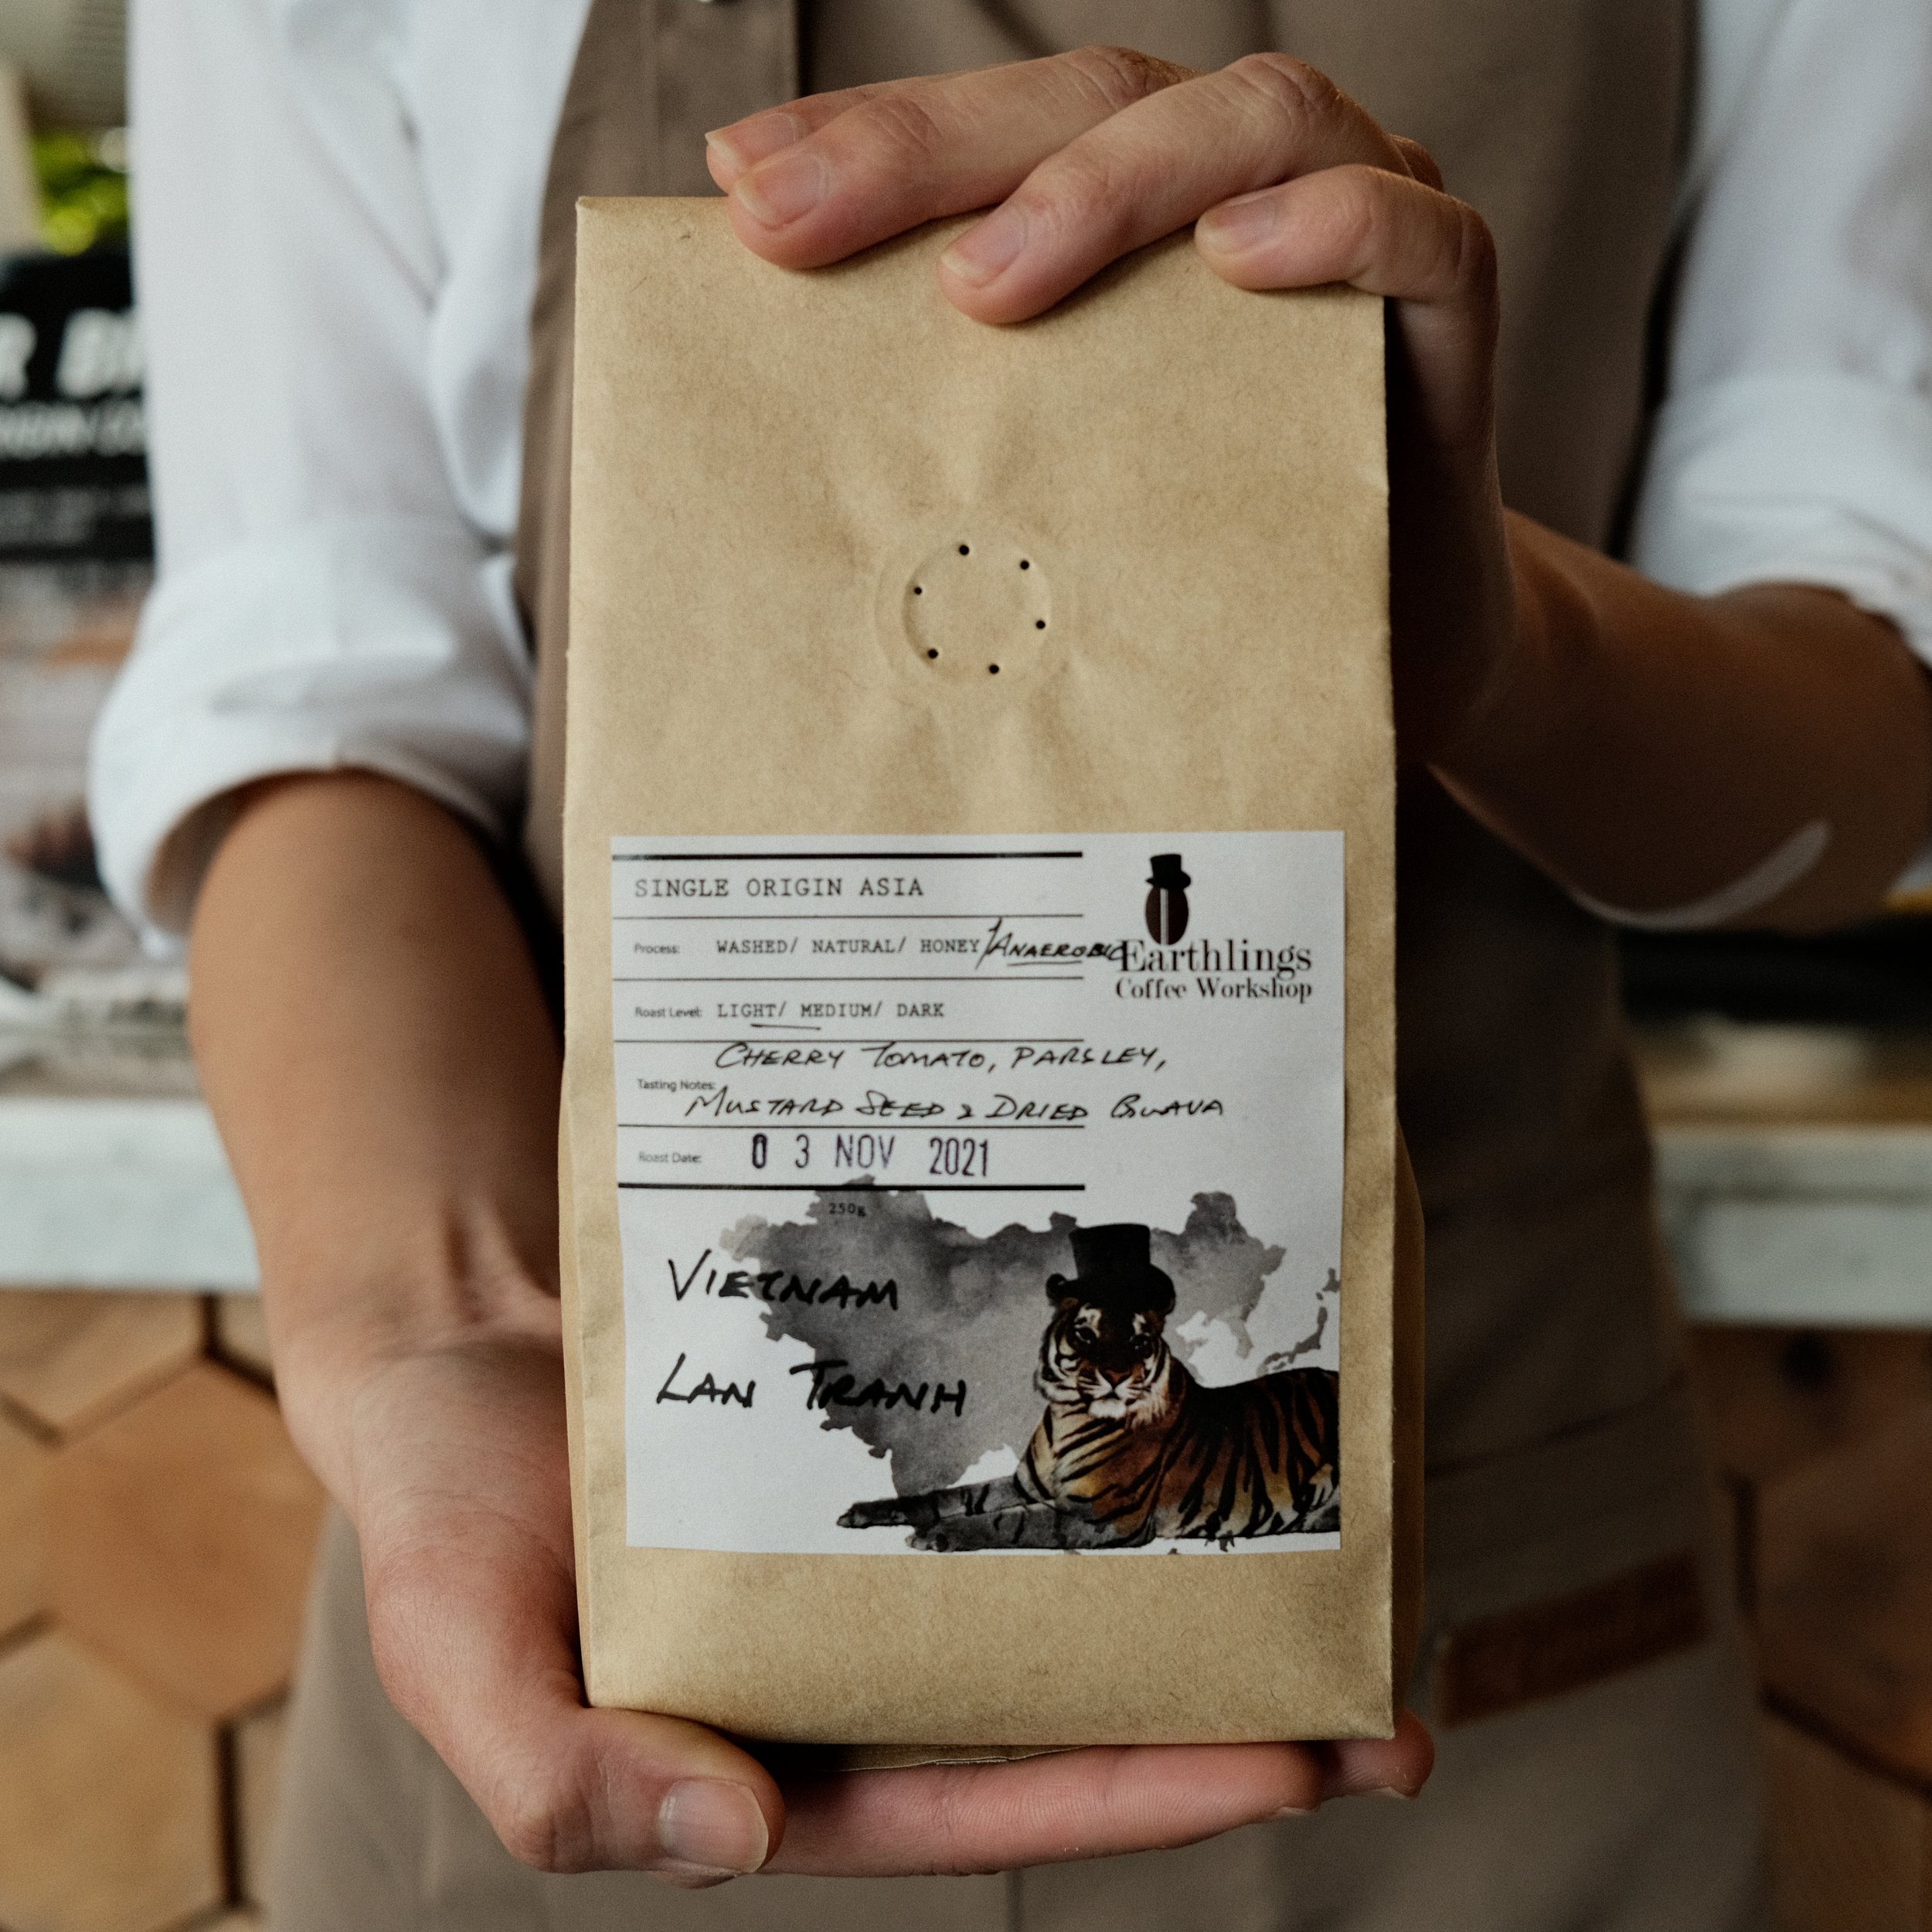 SINGLE ORIGIN ASIA
Process: WASHED/ NATURAL/ HONEY/ANAEROBIC
Earthlings
Coffee Workshop
Roast Level: LIGHT/ MEDIUM/ DARK
CHERRY TOMATO, PARSLEY,
Tasting Notes:
MUSTARD SEED & DRIED GUAVA
Roast Date: 03 NOV 2021
250g
VIETNAM
LAN TRANH